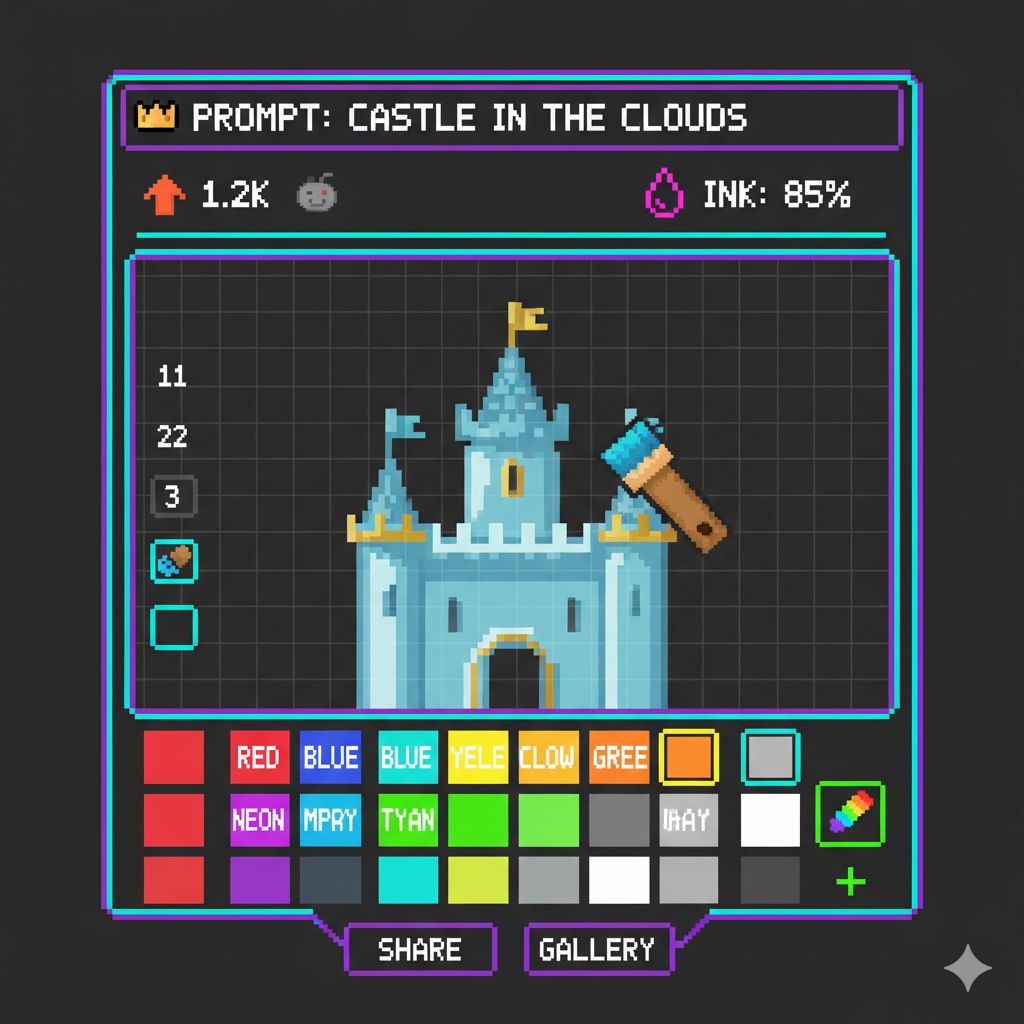 PROMPT: CASTLE IN THE CLOUDS
1.2K INK: 85%
11
22
3
RED BLUE BLUE YELE CLOW GREE
NEON MPRY TYAN
SHARE GALLERY